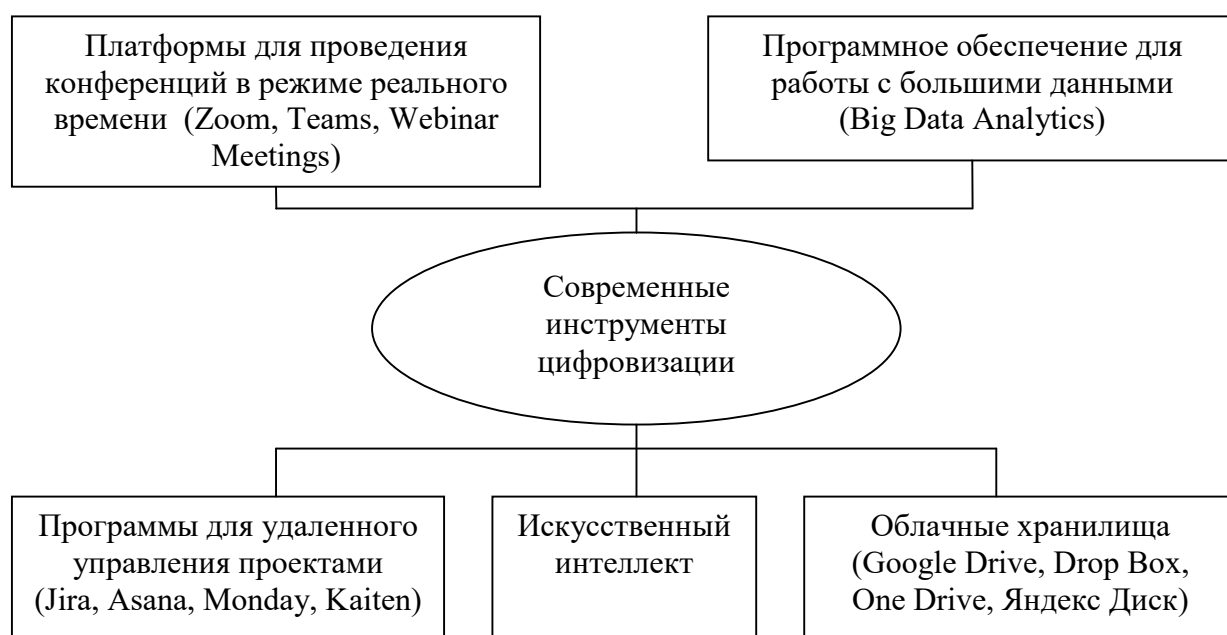 Платформы для проведения
конференций в режиме реального
времени (Zoom, Teams, Webinar
Meetings)
Программное обеспечение для
работы с большими данными
(Big Data Analytics)
Современные
инструменты
цифровизации
Программы для удаленного
управления проектами
(Jira, Asana, Monday, Kaiten)
Искусственный
интеллект
Облачные хранилища
(Google Drive, Drop Box,
One Drive, Яндекс Диск)